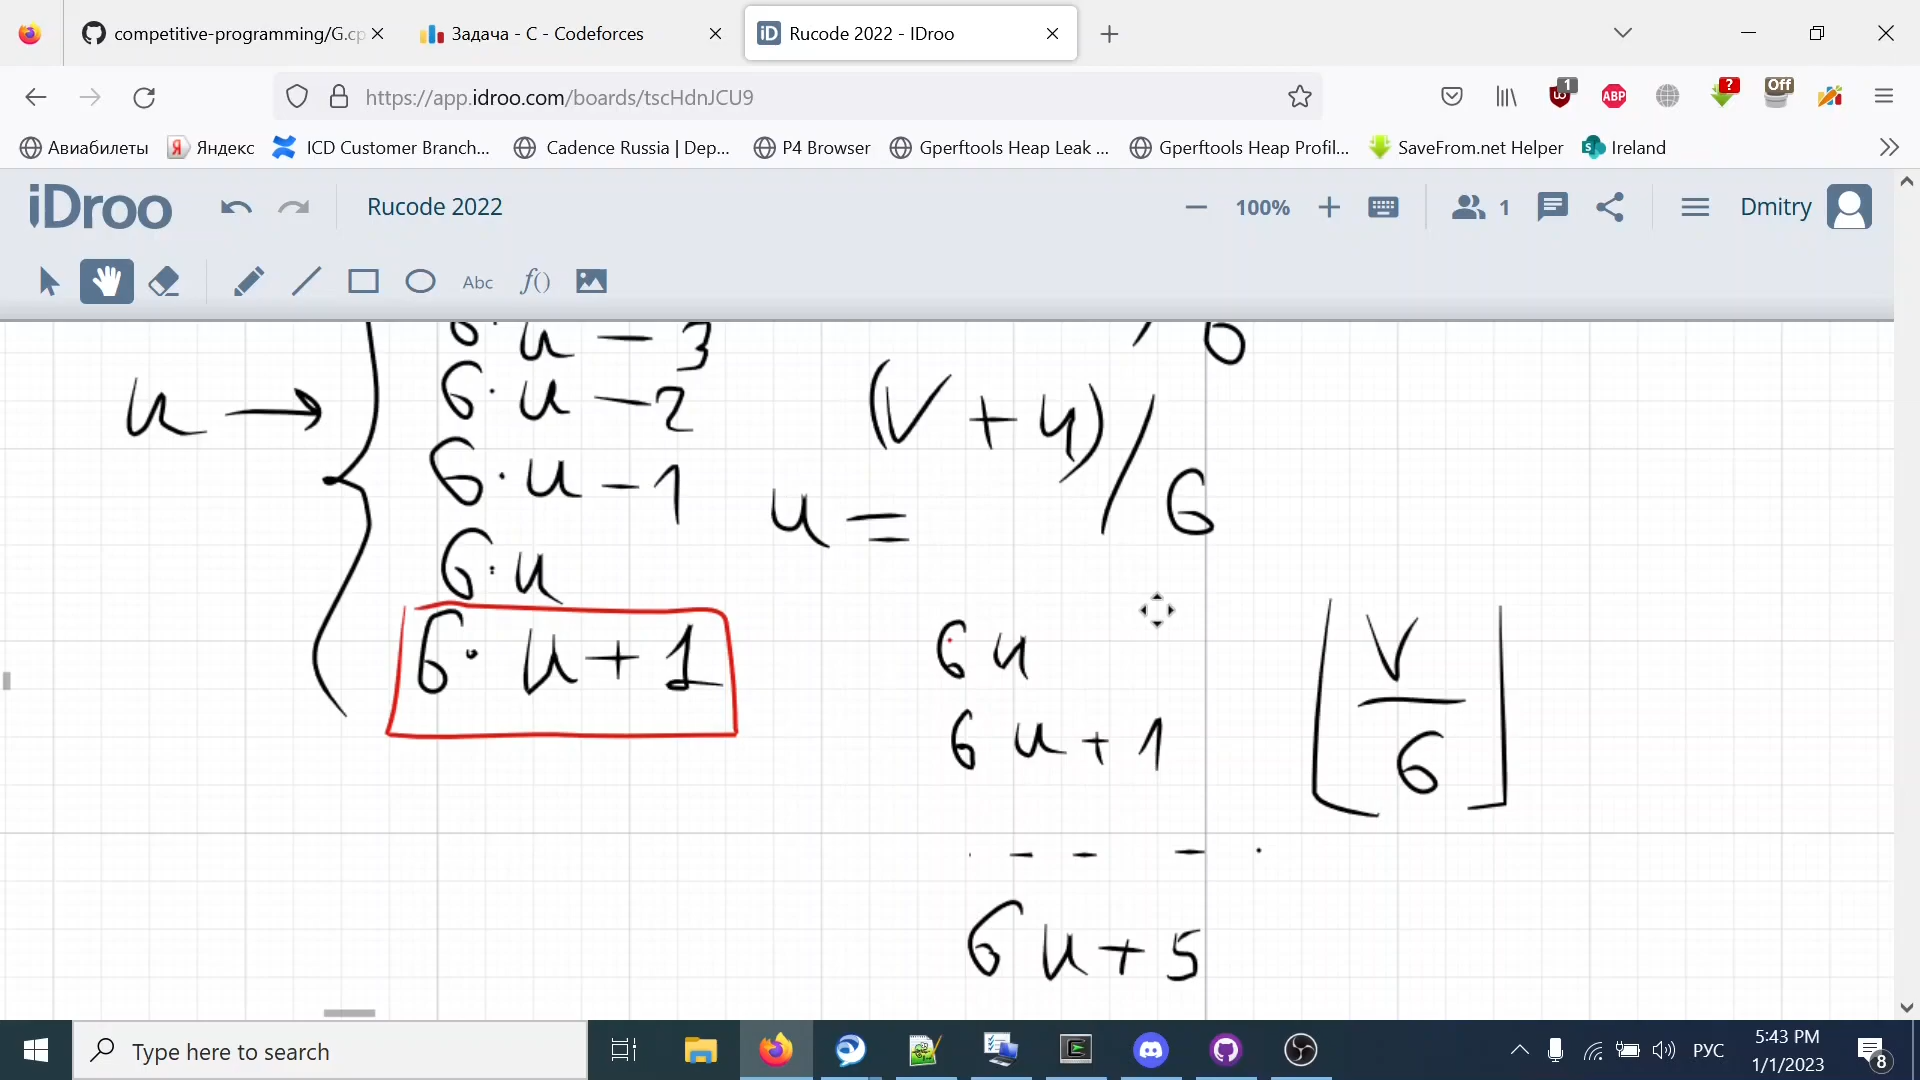 competitive-programming/G.cp
Задача - C - Codeforces
Rucode 2022 - IDroo
https://app.idroo.com/boards/tscHdnJCU9
1
ABP
?
Off
Авиабилеты
Яндекс
ICD Customer Branch...
Cadence Russia | Dep...
P4 Browser
Gperftools Heap Leak ...
Gperftools Heap Profil...
SaveFrom.net Helper
Ireland
iDroo
Rucode 2022
100%
1
Dmitry
Abc
f()
6·u – 3
u → 6·u – 2
6·u – 1
6·u
6·u + 1
u = (V + 4) / 6
6u
6u + 1
6u + 5
⌊V/6⌋
Type here to search
РУС
5:43 PM
1/1/2023
8